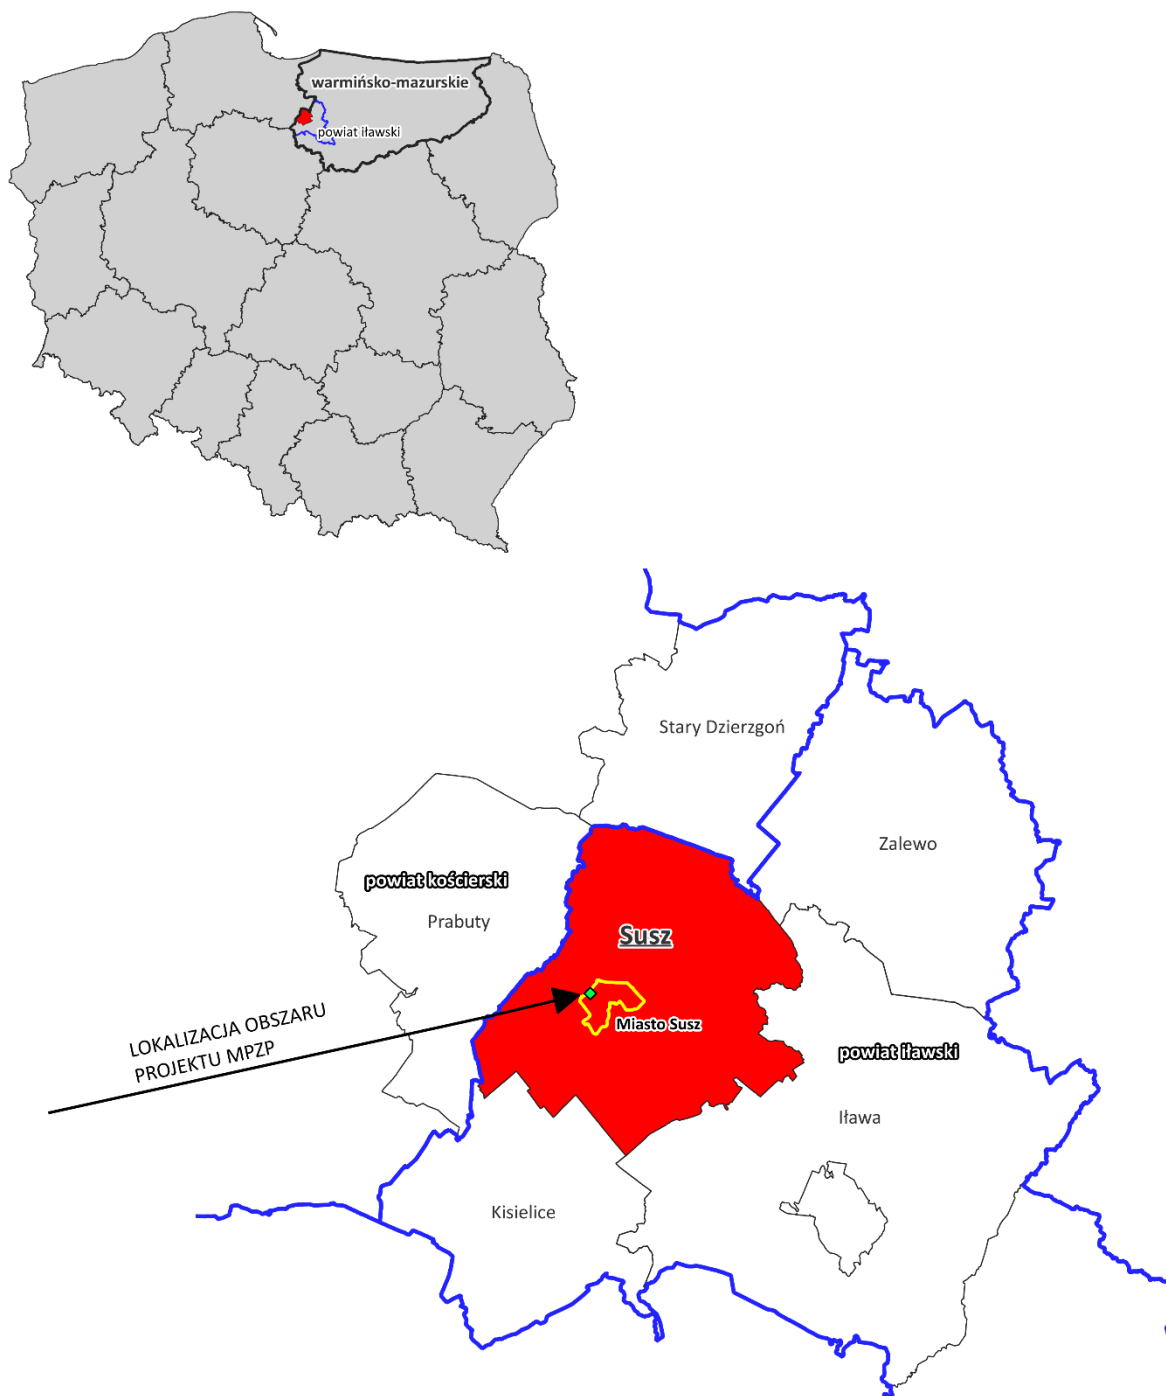 warmińsko-mazurskie
powiat iławski
Stary Dzierzgoń
Zalewo
powiat kościerski
Prabuty
Susz
LOKALIZACJA OBSZARU
PROJEKTU MPZP
Miasto Susz
powiat iławski
Iława
Kisielice